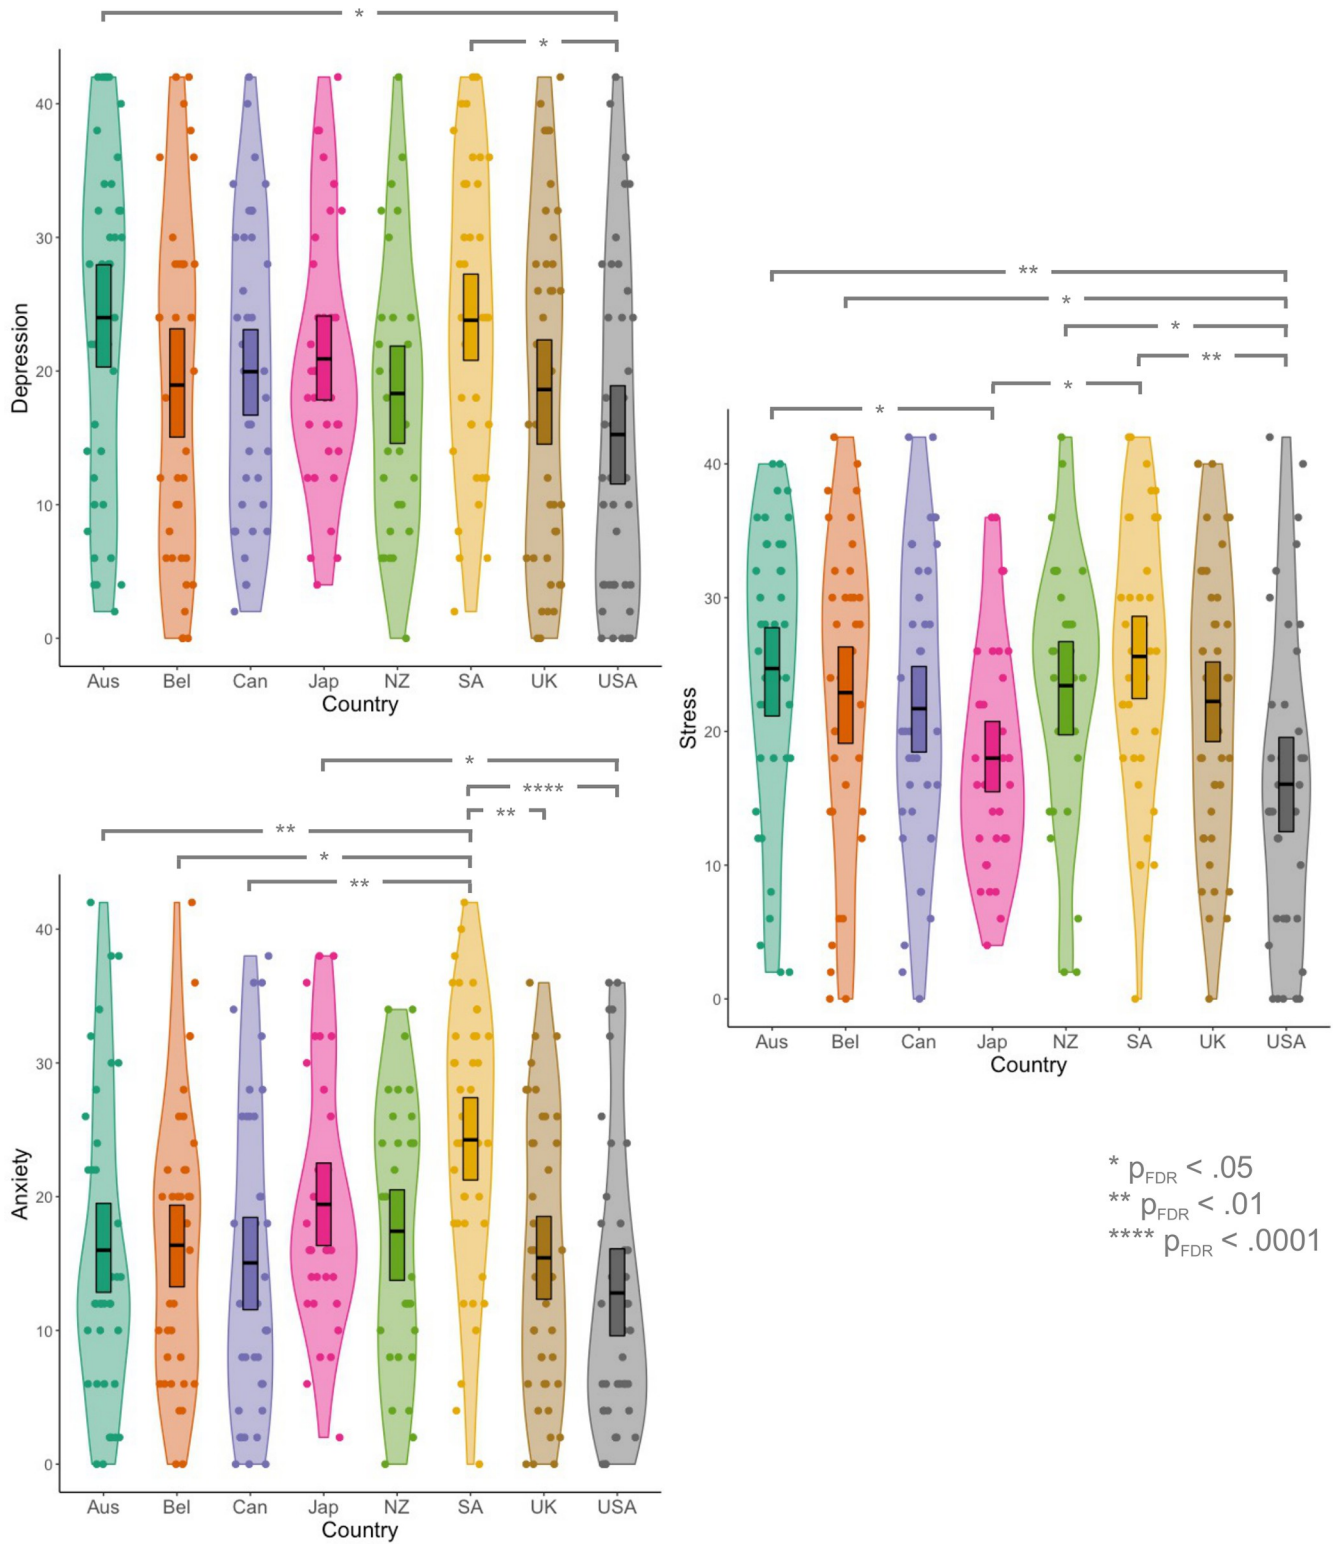 *
*
Depression
40
30
20
10
0
Aus Bel Can Jap NZ SA UK USA
Country
*
****
**
**
*
**
Anxiety
40
30
20
10
0
Aus Bel Can Jap NZ SA UK USA
Country
**
*
*
**
*
*
Stress
40
30
20
10
0
Aus Bel Can Jap NZ SA UK USA
Country
* pFDR < .05
** pFDR < .01
**** pFDR < .0001